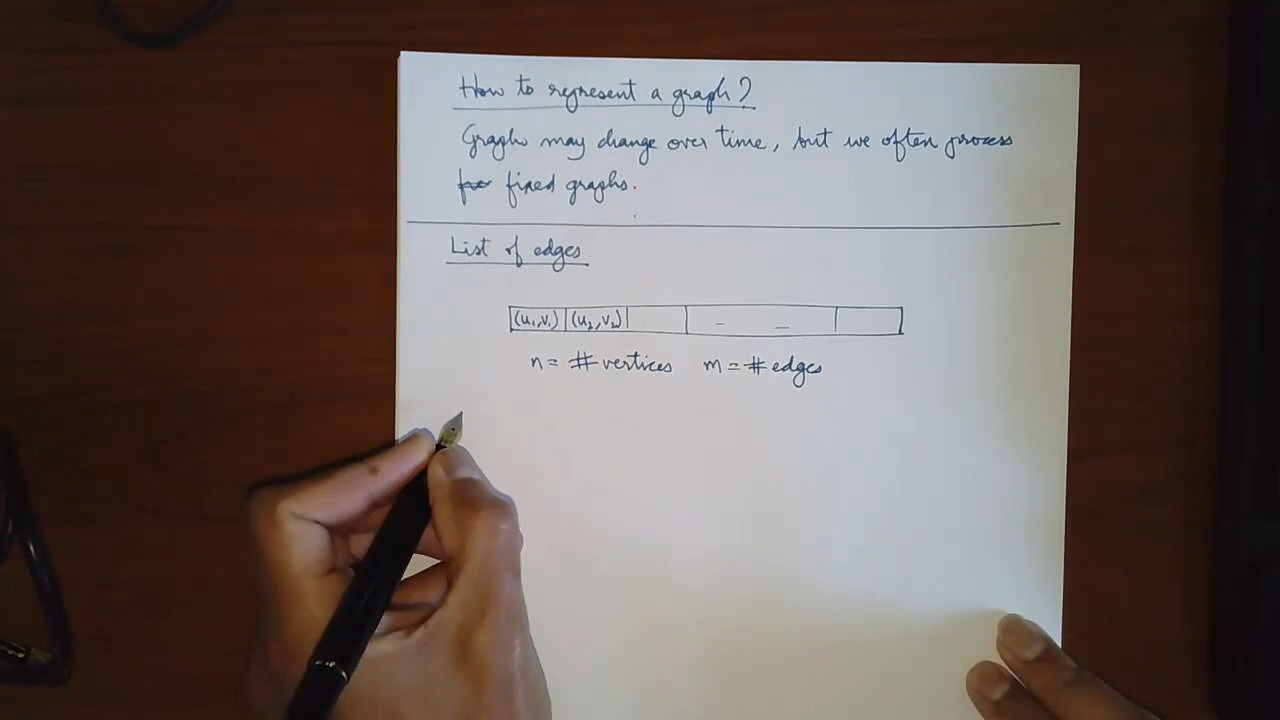 How to represent a graph?
Graphs may change over time, but we often process
for fixed graphs.
List of edges
(u₁,v₁) (u₂,v₂) _ _
n = # vertices m = # edges